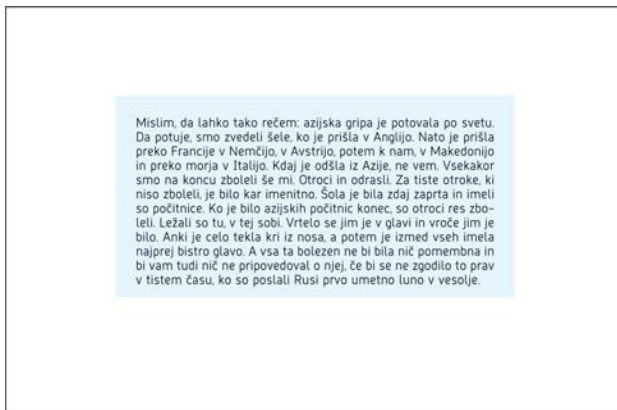 Mislim, da lahko tako rečem: azijska gripa je potovala po svetu.
Da potuje, smo zvedeli šele, ko je prišla v Anglijo. Nato je prišla
preko Francije v Nemčijo, v Avstrijo, potem k nam, v Makedonijo
in preko morja v Italijo. Kdaj je odšla iz Azije, ne vem. Vsekakor
smo na koncu zboleli še mi. Otroci in odrasli. Za tiste otroke, ki
niso zboleli, je bilo kar imenitno. Šola je bila zdaj zaprta in imeli
so počitnice. Ko je bilo azijskih počitnic konec, so otroci res zbo-
leli. Ležali so tu, v tej sobi. Vrtelo se jim je v glavi in vroče jim je
bilo. Anki je celo tekla kri iz nosa, a potem je izmed vseh imela
najprej bistro glavo. A vsa ta bolezen ne bi bila nič pomembna in
bi vam tudi nič ne pripovedoval o njej, če bi se ne zgodilo to prav
v tistem času, ko so poslali Rusi prvo umetno luno v vesolje.